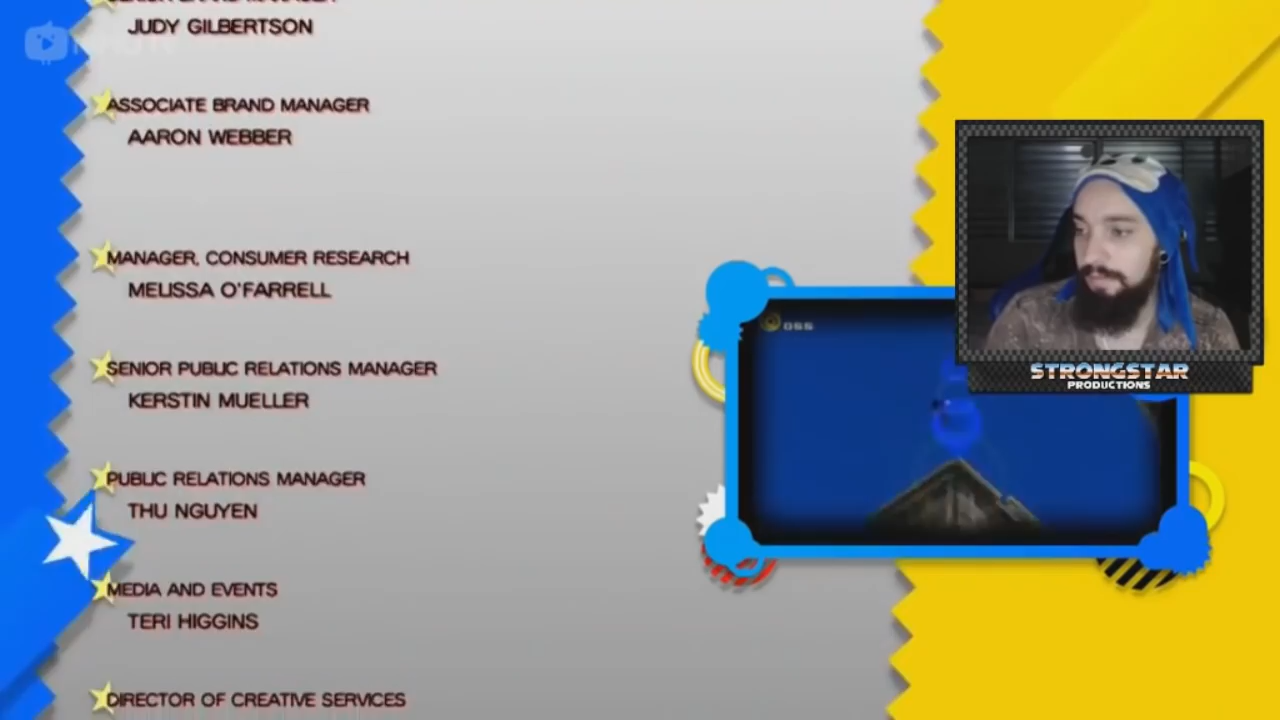 JUDY GILBERTSON
ASSOCIATE BRAND MANAGER
AARON WEBBER
MANAGER, CONSUMER RESEARCH
MELISSA O'FARRELL
SENIOR PUBLIC RELATIONS MANAGER
KERSTIN MUELLER
PUBLIC RELATIONS MANAGER
THU NGUYEN
MEDIA AND EVENTS
TERI HIGGINS
DIRECTOR OF CREATIVE SERVICES
066
STRONGSTAR
PRODUCTIONS